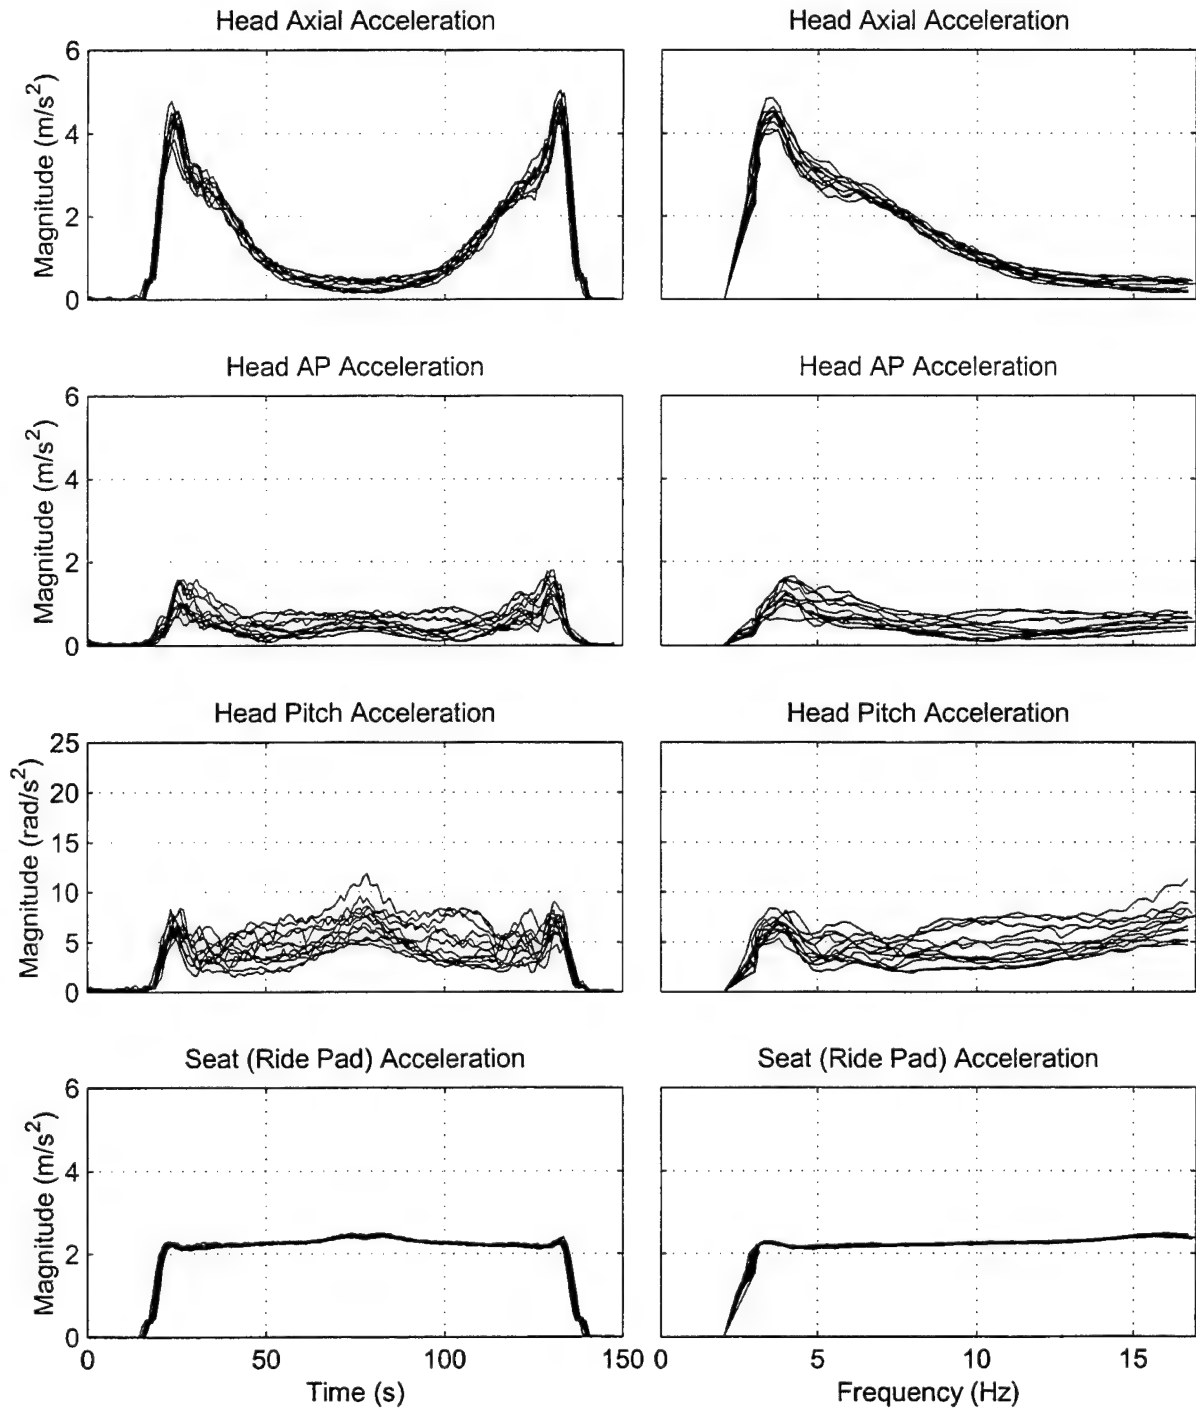 Head Axial Acceleration
Head Axial Acceleration
6
4
2
0
Magnitude (m/s²)
Head AP Acceleration
Head AP Acceleration
6
4
2
0
Magnitude (m/s²)
Head Pitch Acceleration
Head Pitch Acceleration
25
20
15
10
5
0
Magnitude (rad/s²)
Seat (Ride Pad) Acceleration
Seat (Ride Pad) Acceleration
6
4
2
0
Magnitude (m/s²)
0 50 100 150 0 5 10 15
Time (s)
Frequency (Hz)